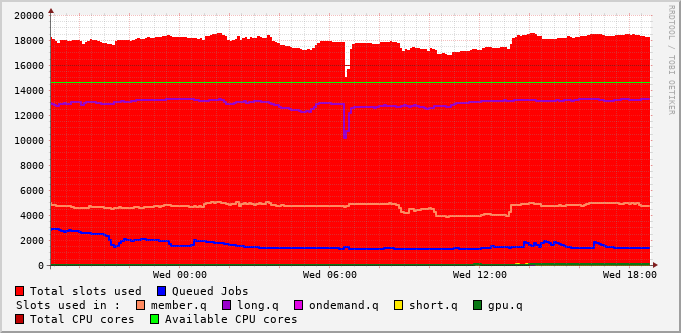 20000
18000
16000
14000
12000
10000
8000
6000
4000
2000
0
Wed 00:00 Wed 06:00 Wed 12:00 Wed 18:00
Total slots used Queued Jobs
Slots used in : member.q long.q ondemand.q short.q gpu.q
Total CPU cores Available CPU cores
RRDTOOL / TOBI OETIKER